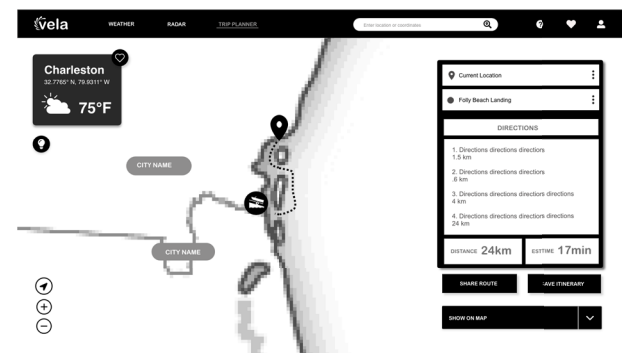 vela
WEATHER
RADAR
TRIP PLANNER
Enter location or coordinates
Charleston
32.7765° N, 79.9311° W
75°F
CITY NAME
CITY NAME
Current Location
Folly Beach Landing
DIRECTIONS
1. Directions directions directiors
1.5 km
2. Directions directions directions
.6 km
3. Directions directions directions directions
4 km
4. Directions directions directions directions
24 km
DISTANCE 24km
ESTTIME 17min
SHARE ROUTE
AVE ITINERARY
SHOW ON MAP